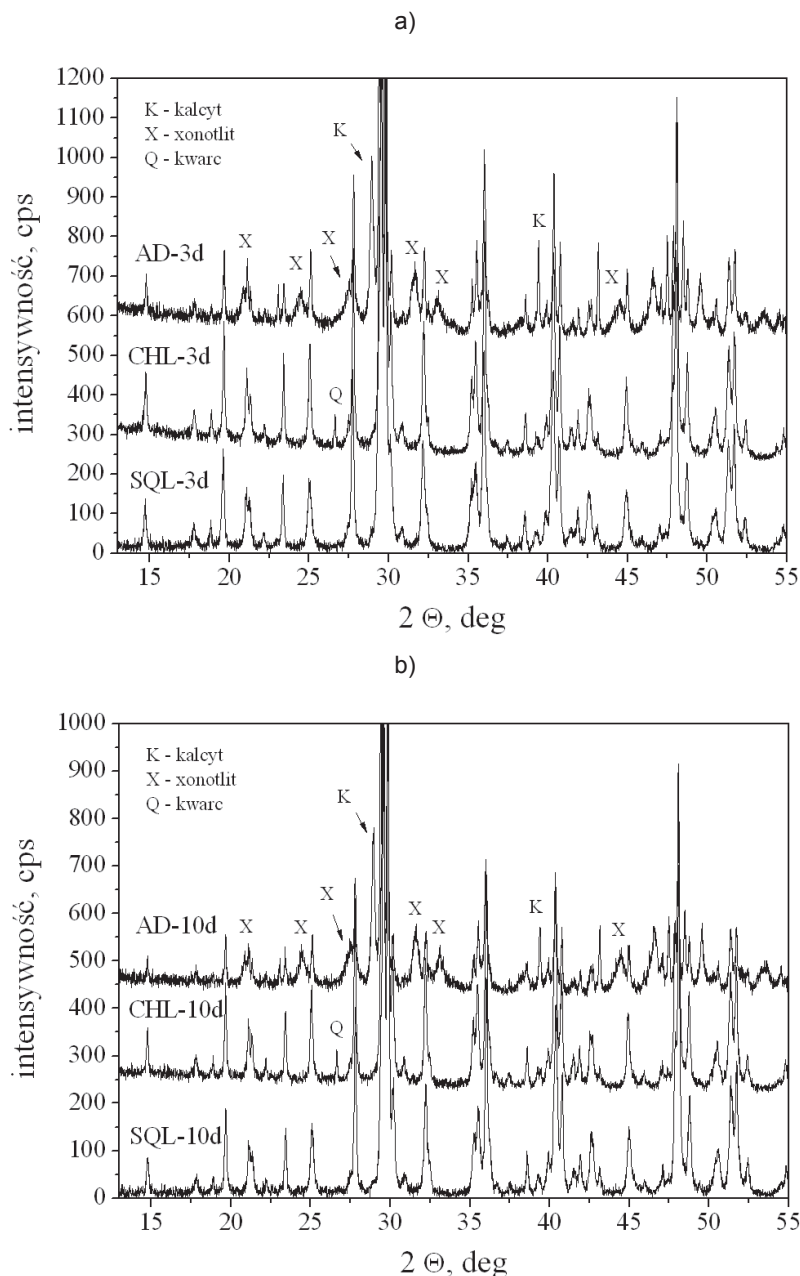 a)
1200
1100
1000
900
800
700
600
500
400
300
200
100
0
intensywność, cps
K - kalcyt
X - xonotlit
Q - kwarc
K
X
X
X
X
X
K
X
AD-3d
CHL-3d
Q
SQL-3d
15 20 25 30 35 40 45 50 55
2 Θ, deg
b)
1000
900
800
700
600
500
400
300
200
100
0
intensywność, cps
K - kalcyt
X - xonotlit
Q - kwarc
K
X
X
X
X
X
K
X
AD-10d
CHL-10d
Q
SQL-10d
15 20 25 30 35 40 45 50 55
2 Θ, deg